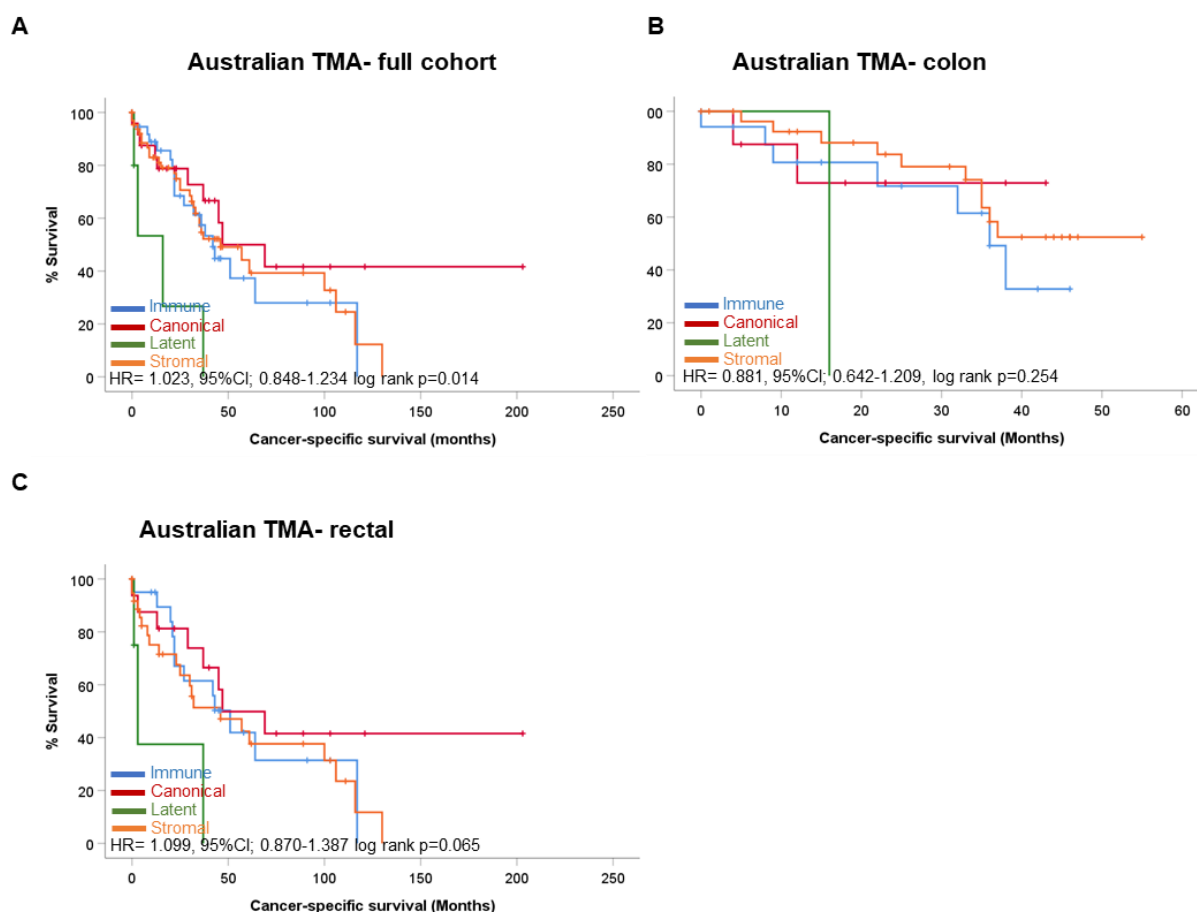 A
Australian TMA- full cohort
100
80
60
40
20
0
% Survival
Immune
Canonical
Latent
Stromal
HR= 1.023, 95%CI; 0.848-1.234 log rank p=0.014
0 50 100 150 200 250
Cancer-specific survival (months)
B
Australian TMA- colon
00
80
60
40
20
00
% Survival
Immune
Canonical
Latent
Stromal
HR= 0.881, 95%CI; 0.642-1.209, log rank p=0.254
0 10 20 30 40 50 60
Cancer-specific survival (Months)
C
Australian TMA- rectal
100
80
60
40
20
0
% Survival
Immune
Canonical
Latent
Stromal
HR= 1.099, 95%CI; 0.870-1.387 log rank p=0.065
0 50 100 150 200 250
Cancer-specific survival (Months)